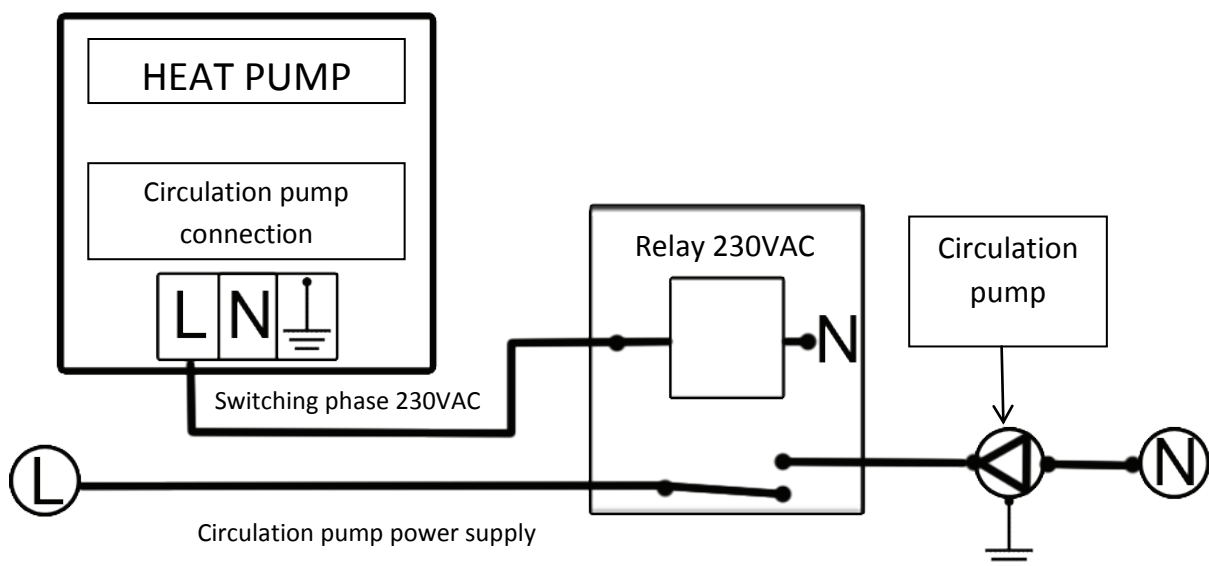 HEAT PUMP
Circulation pump
connection
L N
Switching phase 230VAC
Relay 230VAC
N
Circulation
pump
L
N
Circulation pump power supply